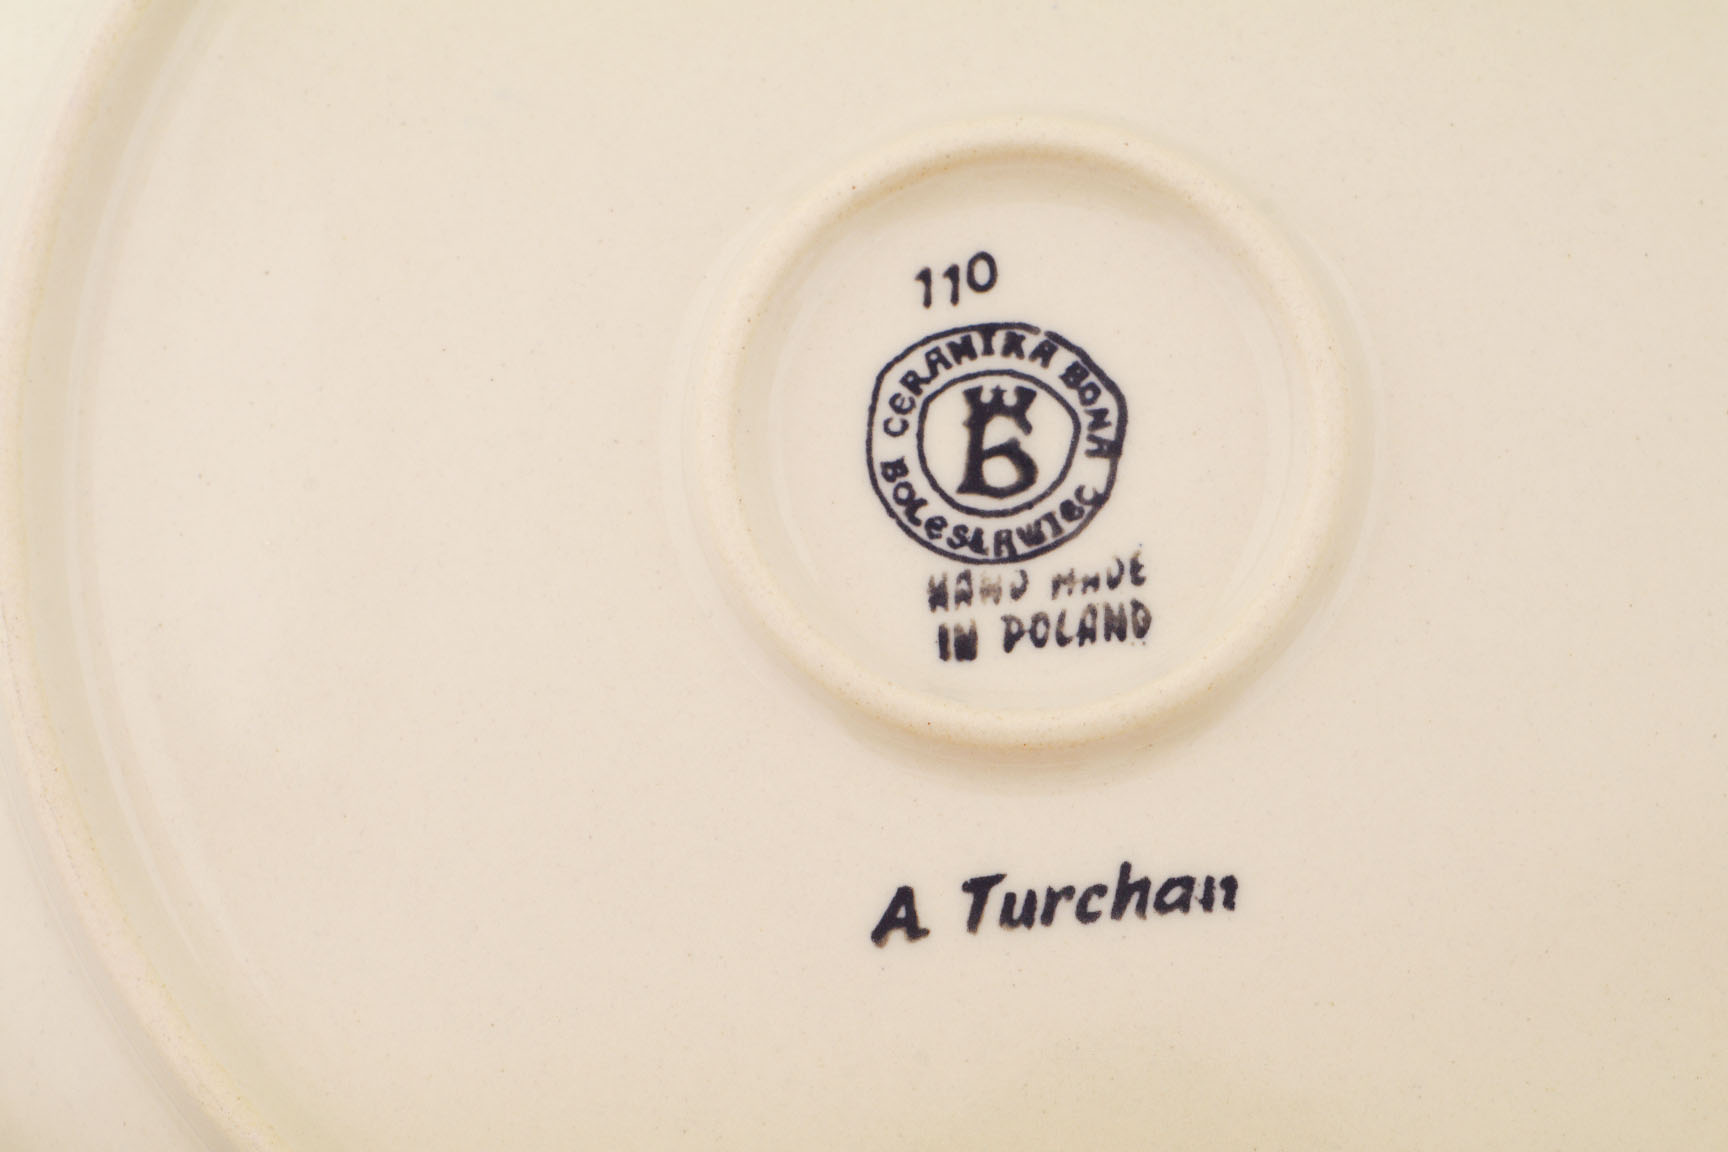 110
CERAMIKA BONA
B
BOLESŁAWIEC
HAND MADE
IN POLAND
A Turchan